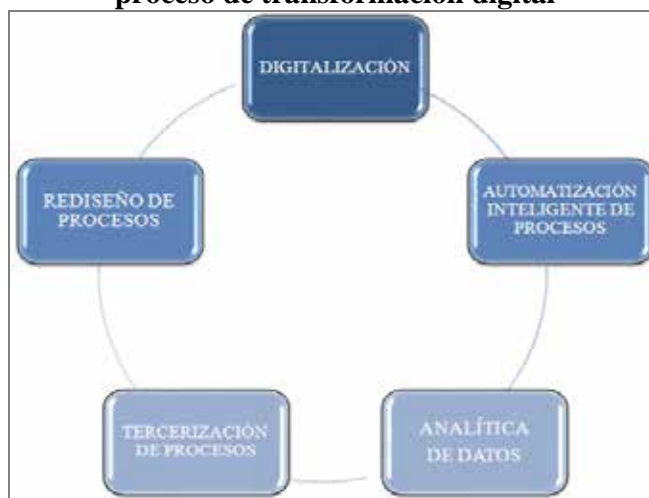 proceso de transformación digital
DIGITALIZACIÓN
AUTOMATIZACIÓN
INTELIGENTE DE
PROCESOS
ANALÍTICA
DE DATOS
TERCERIZACIÓN
DE PROCESOS
REDISEÑO DE
PROCESOS